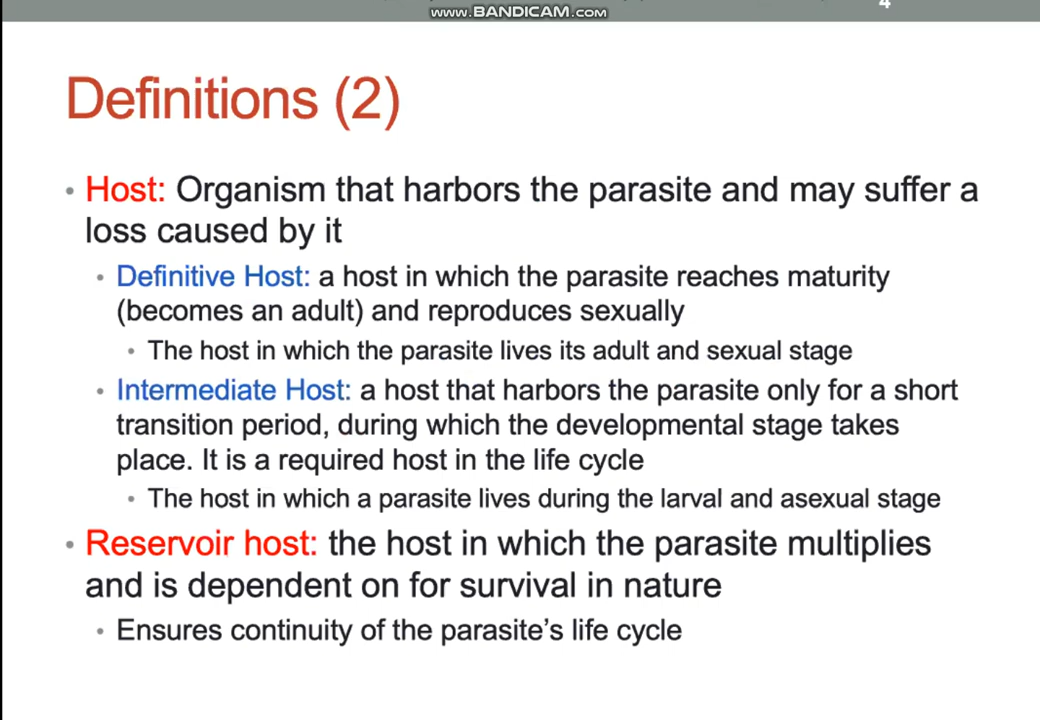 www.BANDICAM.com
4
Definitions (2)
• Host: Organism that harbors the parasite and may suffer a
loss caused by it
• Definitive Host: a host in which the parasite reaches maturity
(becomes an adult) and reproduces sexually
• The host in which the parasite lives its adult and sexual stage
• Intermediate Host: a host that harbors the parasite only for a short
transition period, during which the developmental stage takes
place. It is a required host in the life cycle
• The host in which a parasite lives during the larval and asexual stage
• Reservoir host: the host in which the parasite multiplies
and is dependent on for survival in nature
• Ensures continuity of the parasite’s life cycle